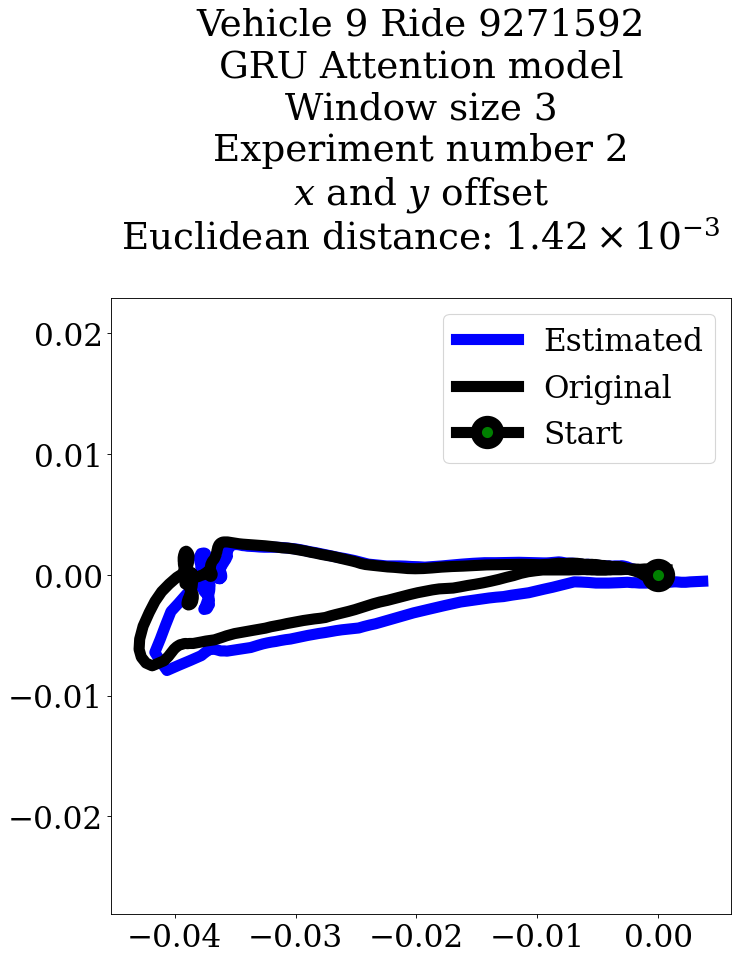 Vehicle 9 Ride 9271592
GRU Attention model
Window size 3
Experiment number 2
x and y offset
Euclidean distance: 1.42 × 10⁻³
Estimated
Original
Start
0.02
0.01
0.00
−0.01
−0.02
−0.04 −0.03 −0.02 −0.01 0.00